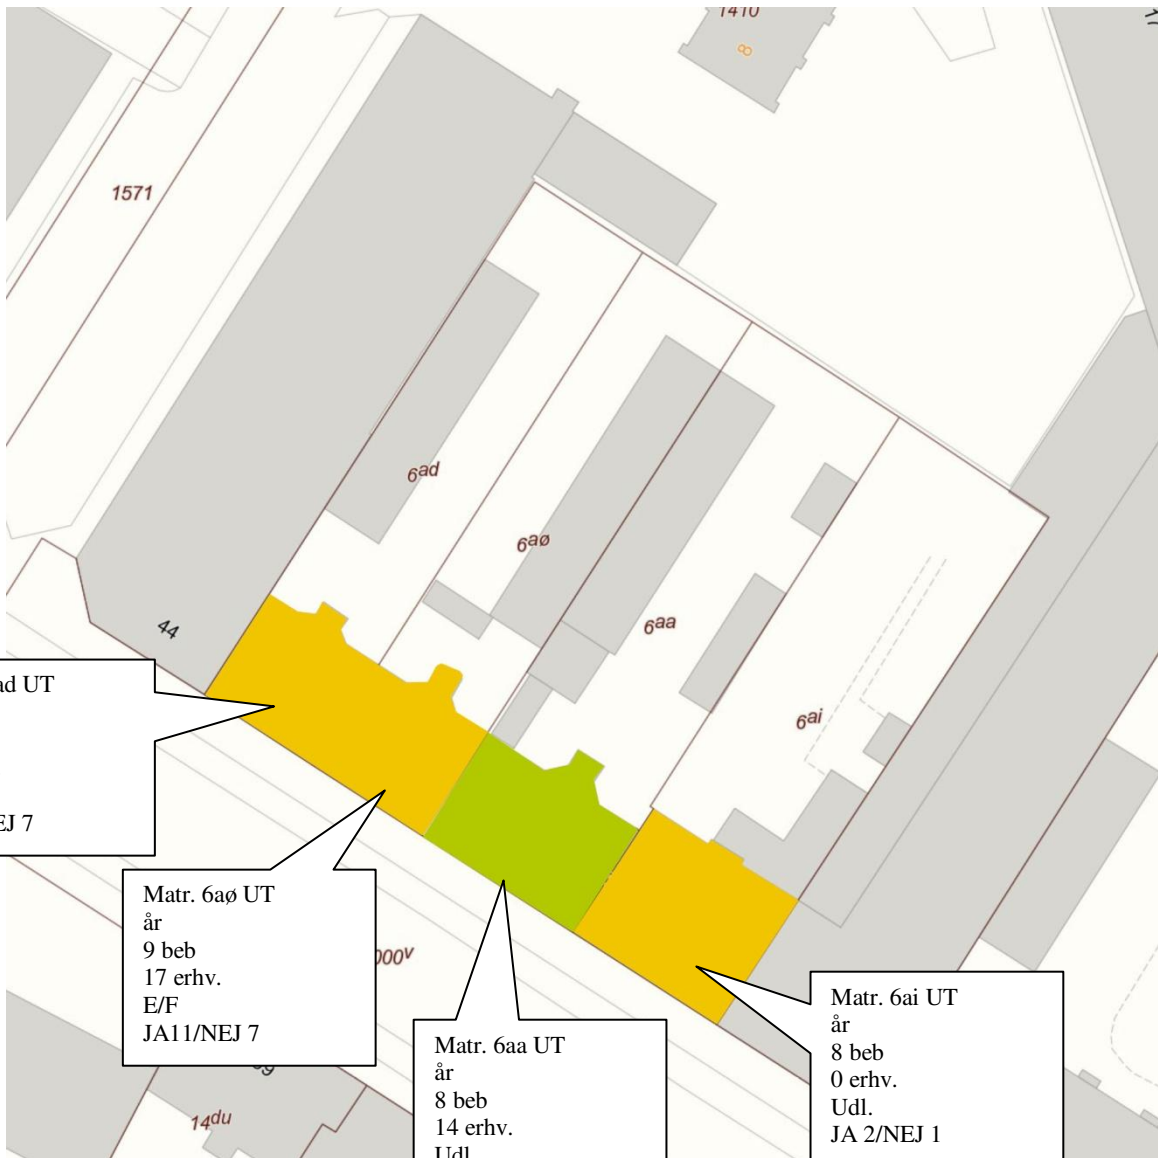 1410
8
1571
6ad
6aø
6aa
6ai
44
ad UT
EJ 7
Matr. 6aø UT
år
9 beb
17 erhv.
E/F
JA11/NEJ 7
000v
Matr. 6aa UT
år
8 beb
14 erhv.
Udl.
Matr. 6ai UT
år
8 beb
0 erhv.
Udl.
JA 2/NEJ 1
14du